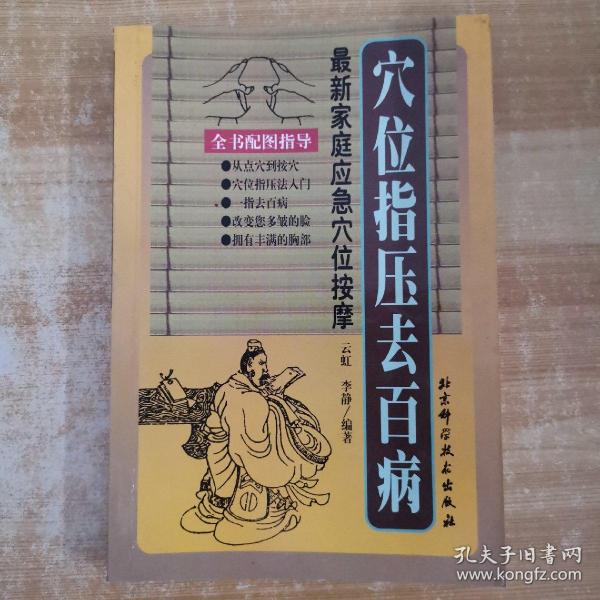 穴位指压去百病
最新家庭应急穴位按摩
全书配图指导
●从点穴到按穴
●穴位指压法入门
●一指去百病
●改变您多皱的脸
●拥有丰满的胸部
云虹 李静/编著
北京科学技术出版社
孔夫子旧书网
www.kongfz.com